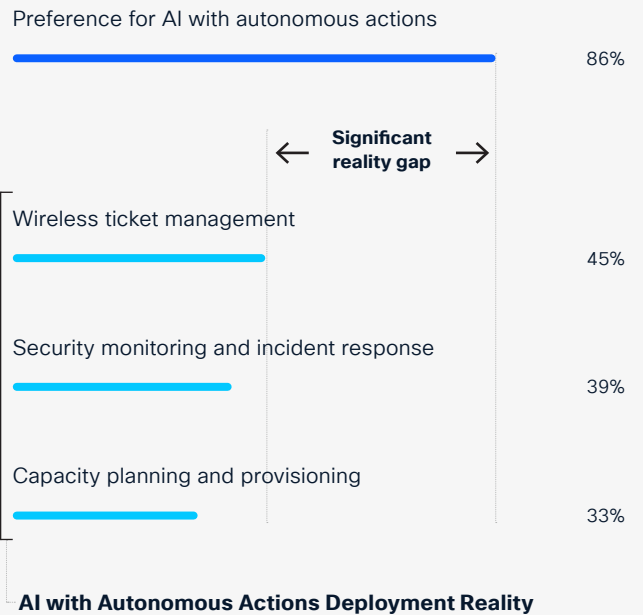 Preference for AI with autonomous actions
86%
Significant
reality gap
Wireless ticket management
45%
Security monitoring and incident response
39%
Capacity planning and provisioning
33%
AI with Autonomous Actions Deployment Reality